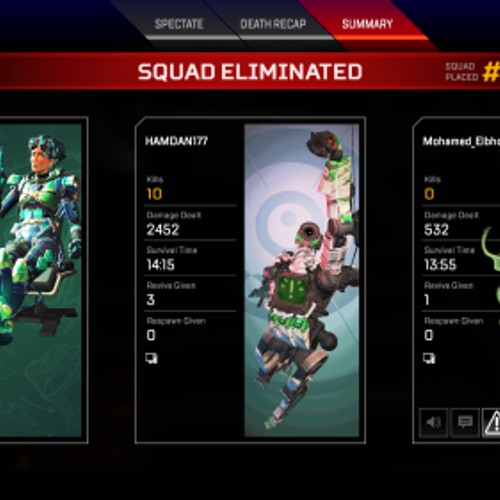 SPECTATE
DEATH RECAP
SUMMARY
SQUAD ELIMINATED
SQUAD
PLACED
#
HAMDAN177
Kills
10
Damage Dealt
2452
Survival Time
14:15
Revive Given
3
Respawn Given
0
Mohamed_Elbho
Kills
0
Damage Dealt
532
Survival Time
13:55
Revive Given
1
Respawn Given
0